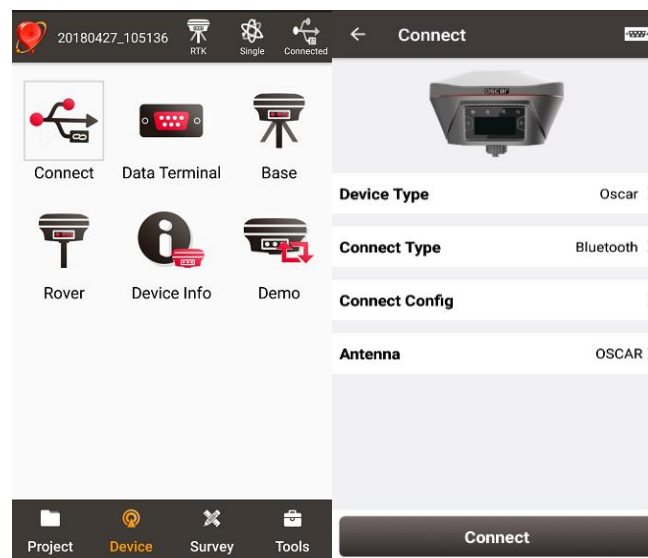 20180427_105136
RTK
Single
Connected
Connect
Data Terminal
Base
Rover
Device Info
Demo
Project
Device
Survey
Tools
Connect
OSCAR
Device Type
Oscar
Connect Type
Bluetooth
Connect Config
Antenna
OSCAR
Connect